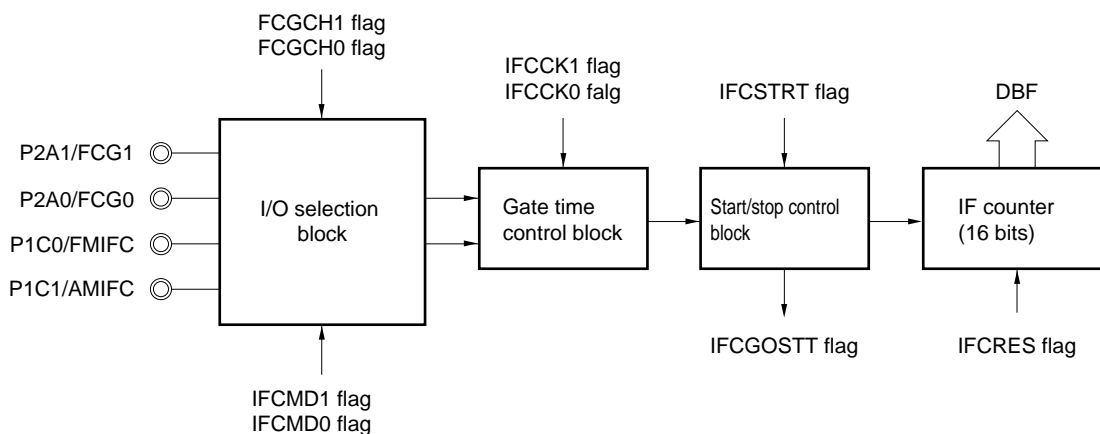 FCGCH1 flag
FCGCH0 flag
IFCCK1 flag
IFCCK0 falg
IFCSTRT flag
DBF
P2A1/FCG1
P2A0/FCG0
P1C0/FMIFC
P1C1/AMIFC
I/O selection
block
Gate time
control block
Start/stop control
block
IF counter
(16 bits)
IFCGOSTT flag
IFCRES flag
IFCMD1 flag
IFCMD0 flag